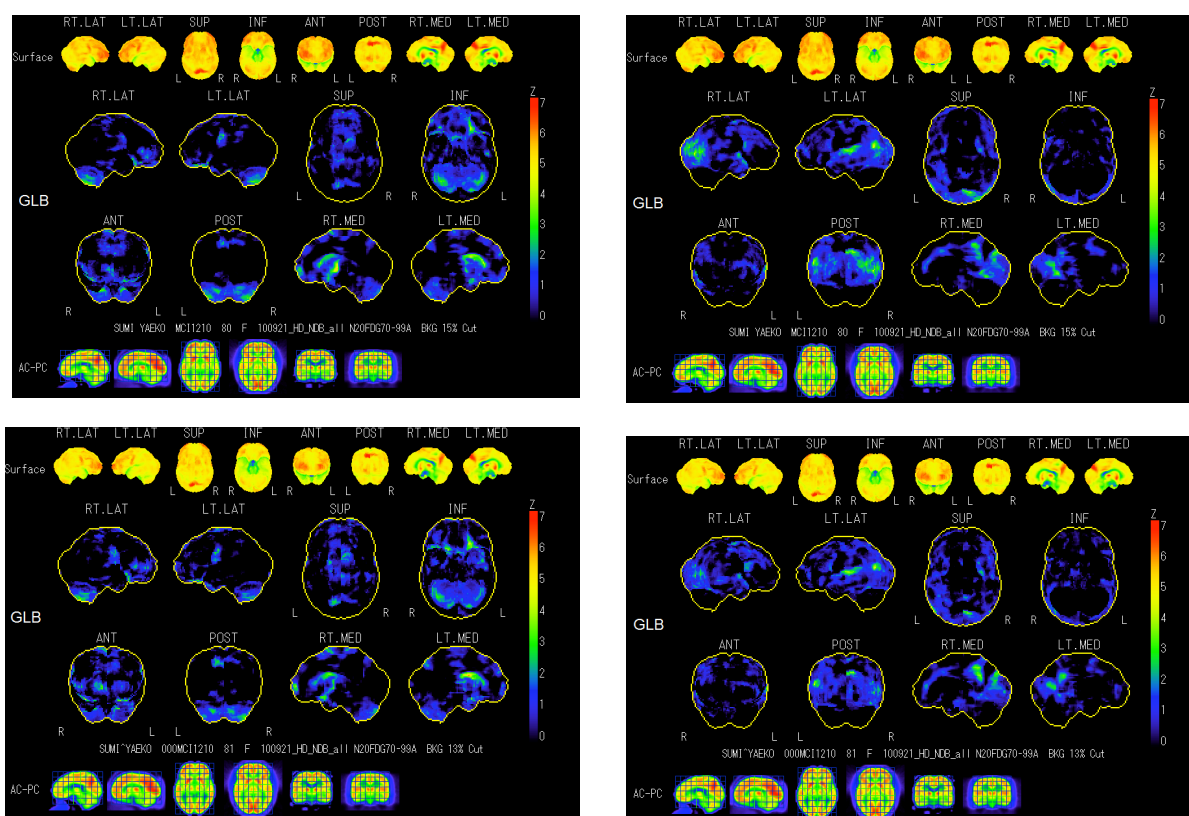 RT.LAT LT.LAT SUP INF ANT POST RT.MED LT.MED
Surface
L R R L R L L R
RT.LAT LT.LAT SUP INF
Z
7
6
5
4
3
2
1
0
L R R L
GLB
ANT POST RT.MED LT.MED
R L L R
SUMI YAEKO MCI1210 80 F 100921_HD_NDB_all N20FDG70-99A BKG 15% Cut
AC-PC
RT.LAT LT.LAT SUP INF ANT POST RT.MED LT.MED
Surface
L R R L R L L R
RT.LAT LT.LAT SUP INF
Z
7
6
5
4
3
2
1
0
L R R L
GLB
ANT POST RT.MED LT.MED
R L L R
SUMI YAEKO MCI1210 80 F 100921_HD_NDB_all N20FDG70-99A BKG 15% Cut
AC-PC
RT.LAT LT.LAT SUP INF ANT POST RT.MED LT.MED
Surface
L R R L R L L R
RT.LAT LT.LAT SUP INF
Z
7
6
5
4
3
2
1
0
L R R L
GLB
ANT POST RT.MED LT.MED
R L L R
SUMI^YAEKO 000MCI1210 81 F 100921_HD_NDB_all N20FDG70-99A BKG 13% Cut
AC-PC
RT.LAT LT.LAT SUP INF ANT POST RT.MED LT.MED
Surface
L R R L R L L R
RT.LAT LT.LAT SUP INF
Z
7
6
5
4
3
2
1
0
L R R L
GLB
ANT POST RT.MED LT.MED
R L L R
SUMI^YAEKO 000MCI1210 81 F 100921_HD_NDB_all N20FDG70-99A BKG 13% Cut
AC-PC